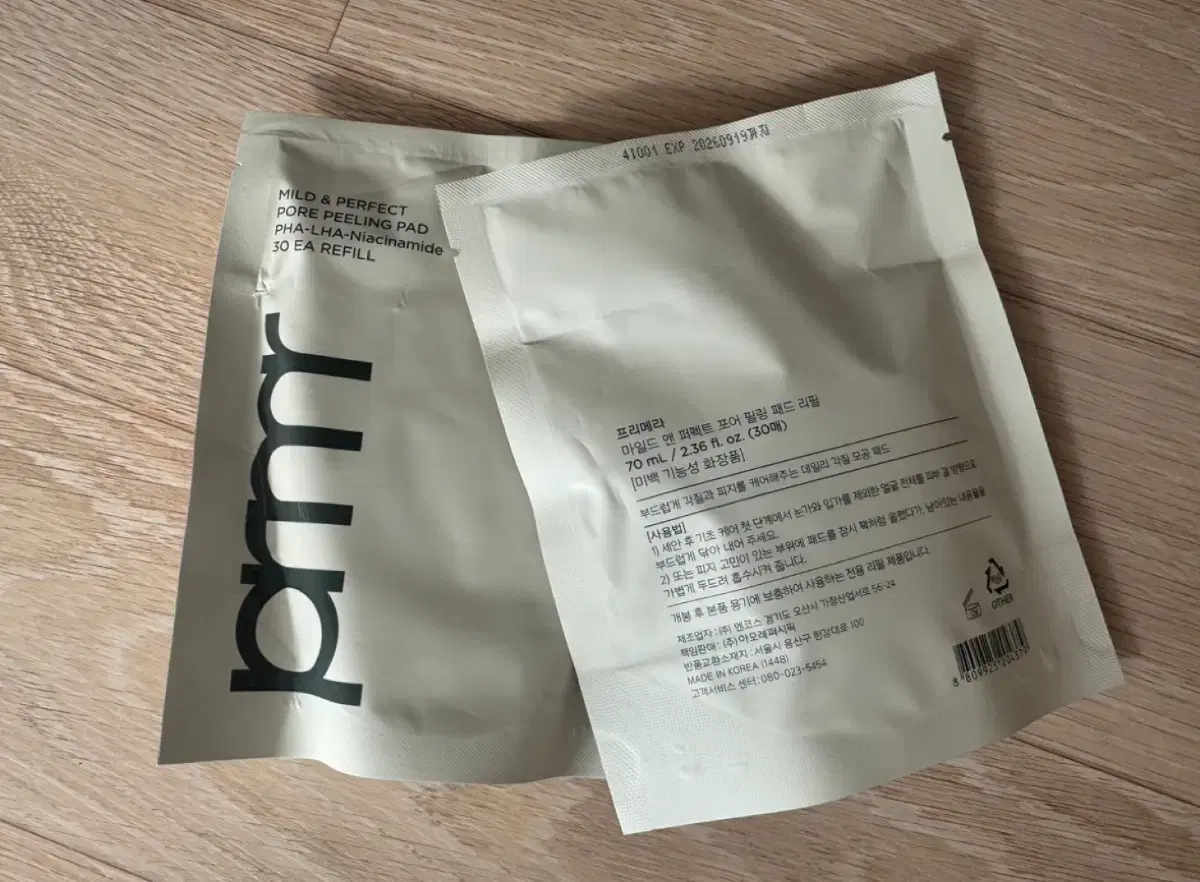 MILD & PERFECT
PORE PEELING PAD
PHA-LHA-Niacinamide
30 EA REFILL
pmr
41001 EXP 20260919까지
프리메라
마일드 앤 퍼펙트 포어 필링 패드 리필
70 mL / 2.36 fl. oz. (30매)
[미백 기능성 화장품]
부드럽게 각질과 피지를 케어해주는 데일리 각질 모공 패드
[사용법]
1) 세안 후 기초 케어 첫 단계에서 눈가와 입가를 제외한 얼굴 전체를 피부 결 방향으로
부드럽게 닦아 내어 주세요.
2) 또는 피지 고민이 있는 부위에 패드를 잠시 팩처럼 올렸다가, 남아있는 내용물을
가볍게 두드려 흡수시켜 줍니다.
개봉 후 본품 용기에 보충하여 사용하는 전용 리필 제품입니다.
제조업자 : (주) 엔코스 경기도 오산시 가장산업서로 56-24
책임판매 : (주)아모레퍼시픽
반품교환소재지 : 서울시 용산구 한강대로 100
MADE IN KOREA (1448)
고객서비스 센터 : 080-023-5454
OTHER